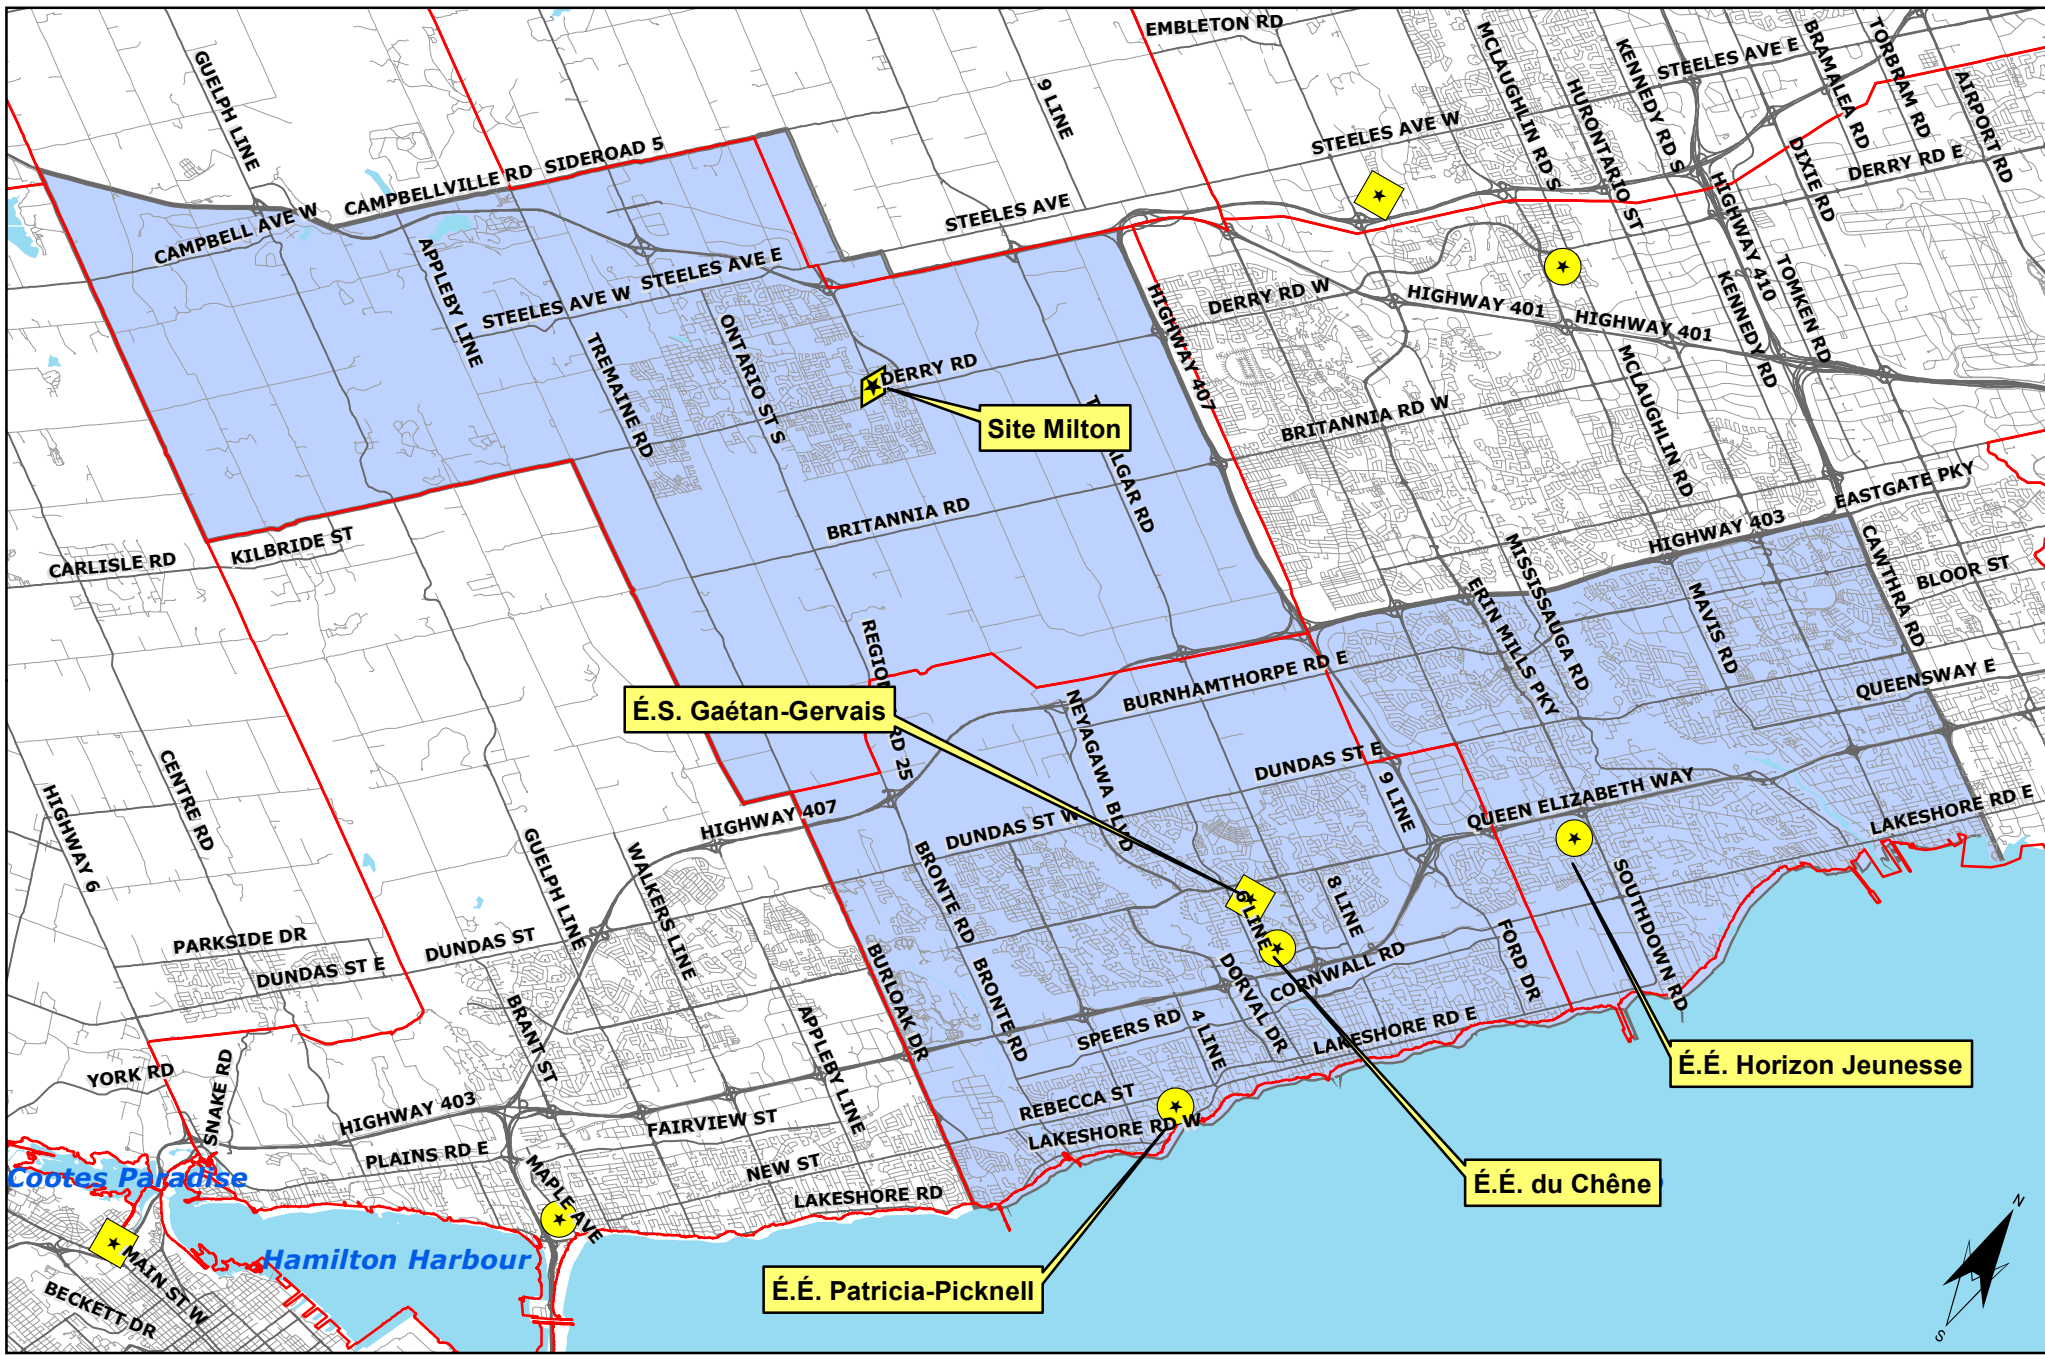 EMBLETON RD
GUELPH LINE
9 LINE
MCLAUGHLIN RD S
HURONTARIO ST
KENNEDY RD S
STEELES AVE E
BRAMALEA RD
TORBRAM RD
AIRPORT RD
STEELES AVE W
DIXIE RD
DERRY RD E
CAMPBELLVILLE RD
SIDEROAD 5
CAMPBELL AVE W
STEELES AVE
HIGHWAY 410
APPLEBY LINE
STEELES AVE W
STEELES AVE E
HIGHWAY 407
DERRY RD W
HIGHWAY 401
HIGHWAY 401
KENNEDY RD
TOMKEN RD
TREMAINE RD
ONTARIO ST S
DERRY RD
Site Milton
ALGAR RD
BRITANNIA RD W
MCLAUGHLIN RD
EASTGATE PKY
BRITANNIA RD
HIGHWAY 403
CAWTHRA RD
BLOOR ST
CARLISLE RD
KILBRIDE ST
MISSISSAUGA RD
ERIN MILLS PKY
MAVIS RD
QUEENSWAY E
REGION
RD 25
É.S. Gaétan-Gervais
NEYAGAWA BLVD
BURNHAMTHORPE RD E
DUNDAS ST E
9 LINE
QUEEN ELIZABETH WAY
LAKESHORE RD E
HIGHWAY 6
CENTRE RD
HIGHWAY 407
DUNDAS ST W
GUELPH LINE
WALKERS LINE
BRONTE RD
6 LINE
8 LINE
SOUTHDOWN RD
FORD DR
PARKSIDE DR
DUNDAS ST E
DUNDAS ST
BURLOAK DR
BRONTE RD
DORVAL DR
CORNWALL RD
BRANT ST
APPLEBY LINE
SPEERS RD
4 LINE
LAKESHORE RD E
É.É. Horizon Jeunesse
YORK RD
SNAKE RD
HIGHWAY 403
FAIRVIEW ST
REBECCA ST
LAKESHORE RD W
PLAINS RD E
NEW ST
MAPLE AVE
LAKESHORE RD
É.É. du Chêne
Cootes Paradise
Hamilton Harbour
MAIN ST W
BECKETT DR
É.É. Patricia-Picknell
N
S